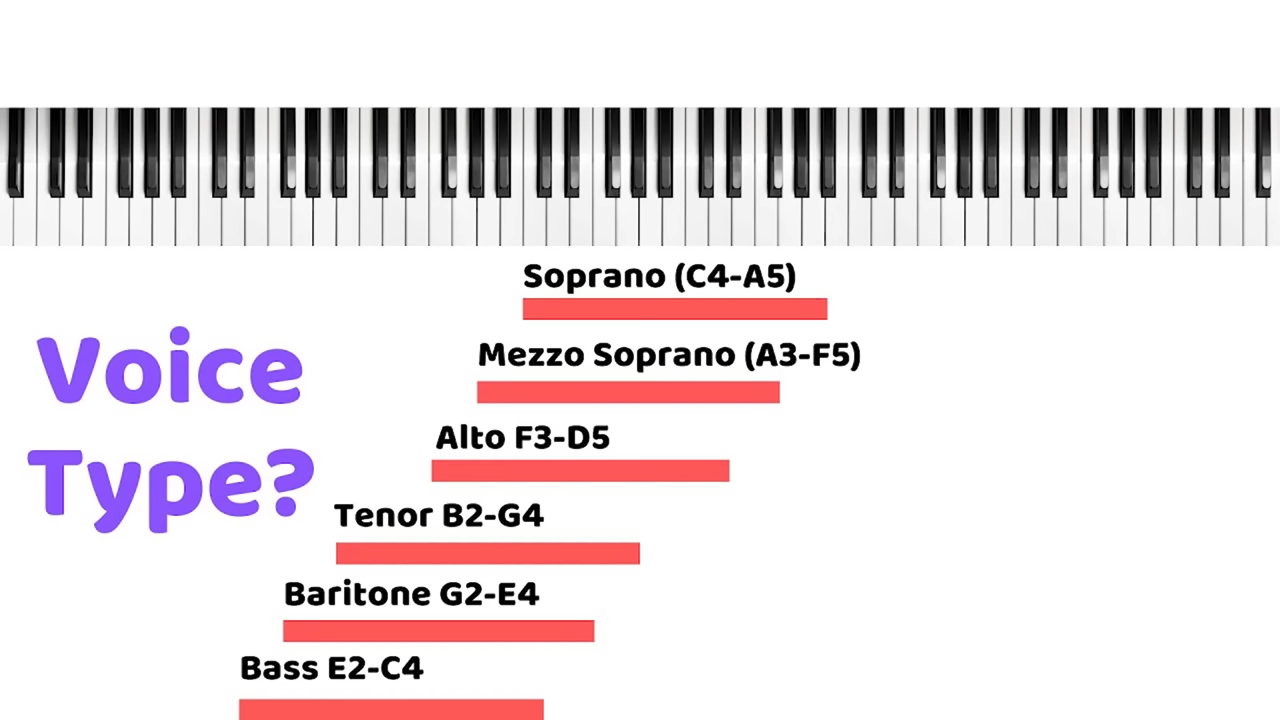 Soprano (C4-A5)
Mezzo Soprano (A3-F5)
Alto F3-D5
Tenor B2-G4
Baritone G2-E4
Bass E2-C4
Voice
Type?